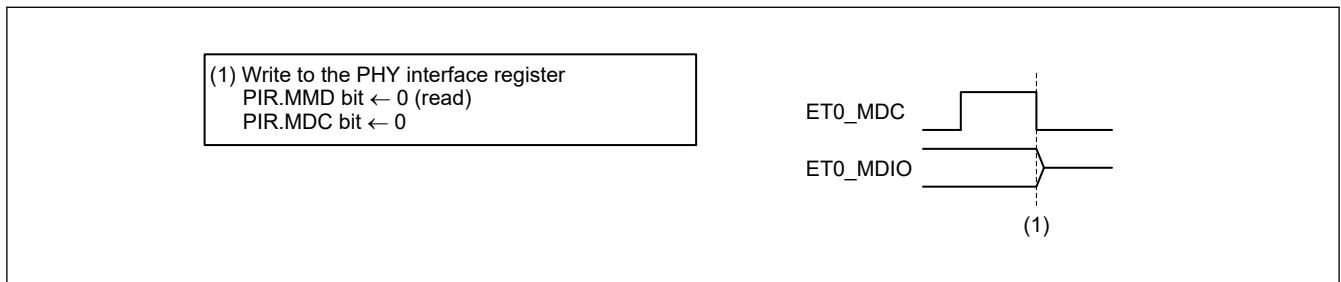 (1) Write to the PHY interface register
PIR.MMD bit ← 0 (read)
PIR.MDC bit ← 0
ET0_MDC
ET0_MDIO
(1)